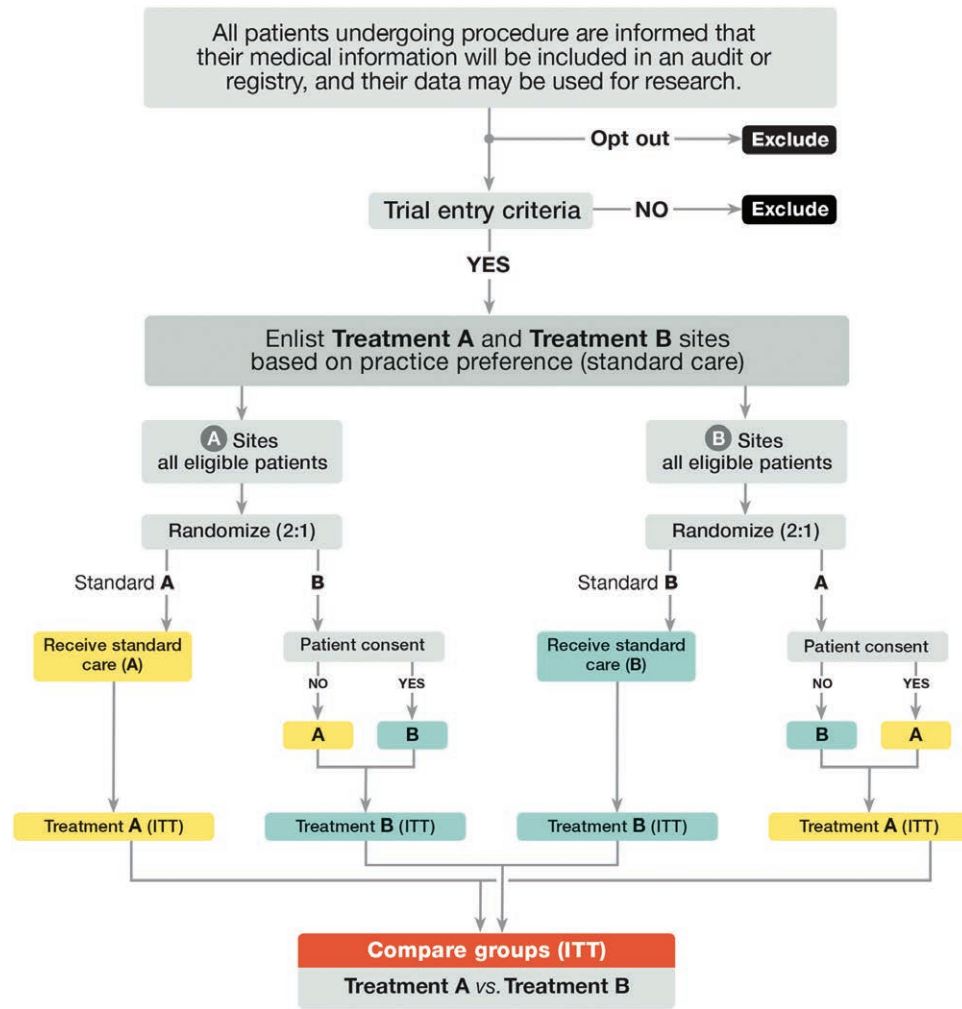 All patients undergoing procedure are informed that
their medical information will be included in an audit or
registry, and their data may be used for research.
Opt out
Exclude
Trial entry criteria
NO
Exclude
YES
Enlist Treatment A and Treatment B sites
based on practice preference (standard care)
A Sites
all eligible patients
B Sites
all eligible patients
Randomize (2:1)
Randomize (2:1)
Standard A
B
Standard B
A
Receive standard
care (A)
Patient consent
Receive standard
care (B)
Patient consent
NO
YES
NO
YES
A
B
B
A
Treatment A (ITT)
Treatment B (ITT)
Treatment B (ITT)
Treatment A (ITT)
Compare groups (ITT)
Treatment A vs. Treatment B